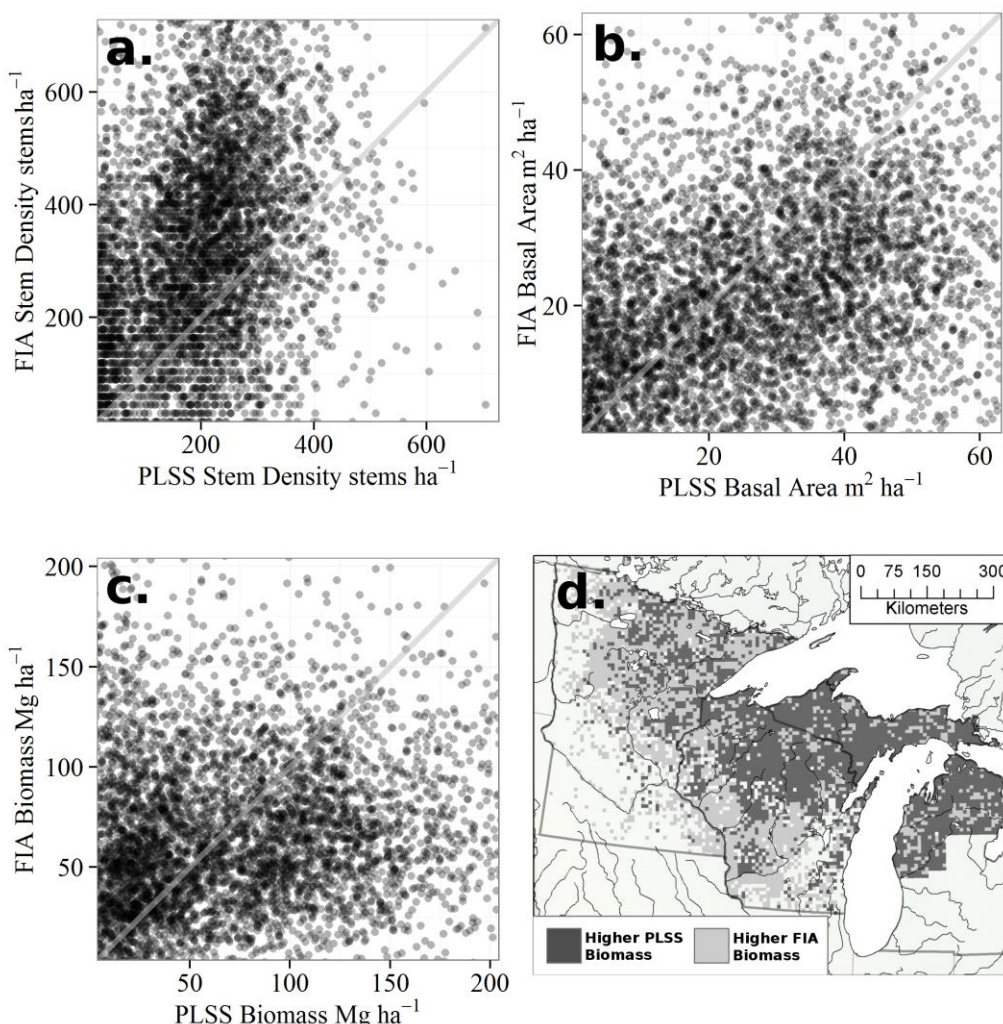 a.
FIA Stem Density stems ha⁻¹
600
400
200
200 400 600
PLSS Stem Density stems ha⁻¹
b.
FIA Basal Area m² ha⁻¹
60
40
20
20 40 60
PLSS Basal Area m² ha⁻¹
c.
FIA Biomass Mg ha⁻¹
200
150
100
50
50 100 150 200
PLSS Biomass Mg ha⁻¹
d.
0 75 150 300
Kilometers
Higher PLSS
Biomass
Higher FIA
Biomass